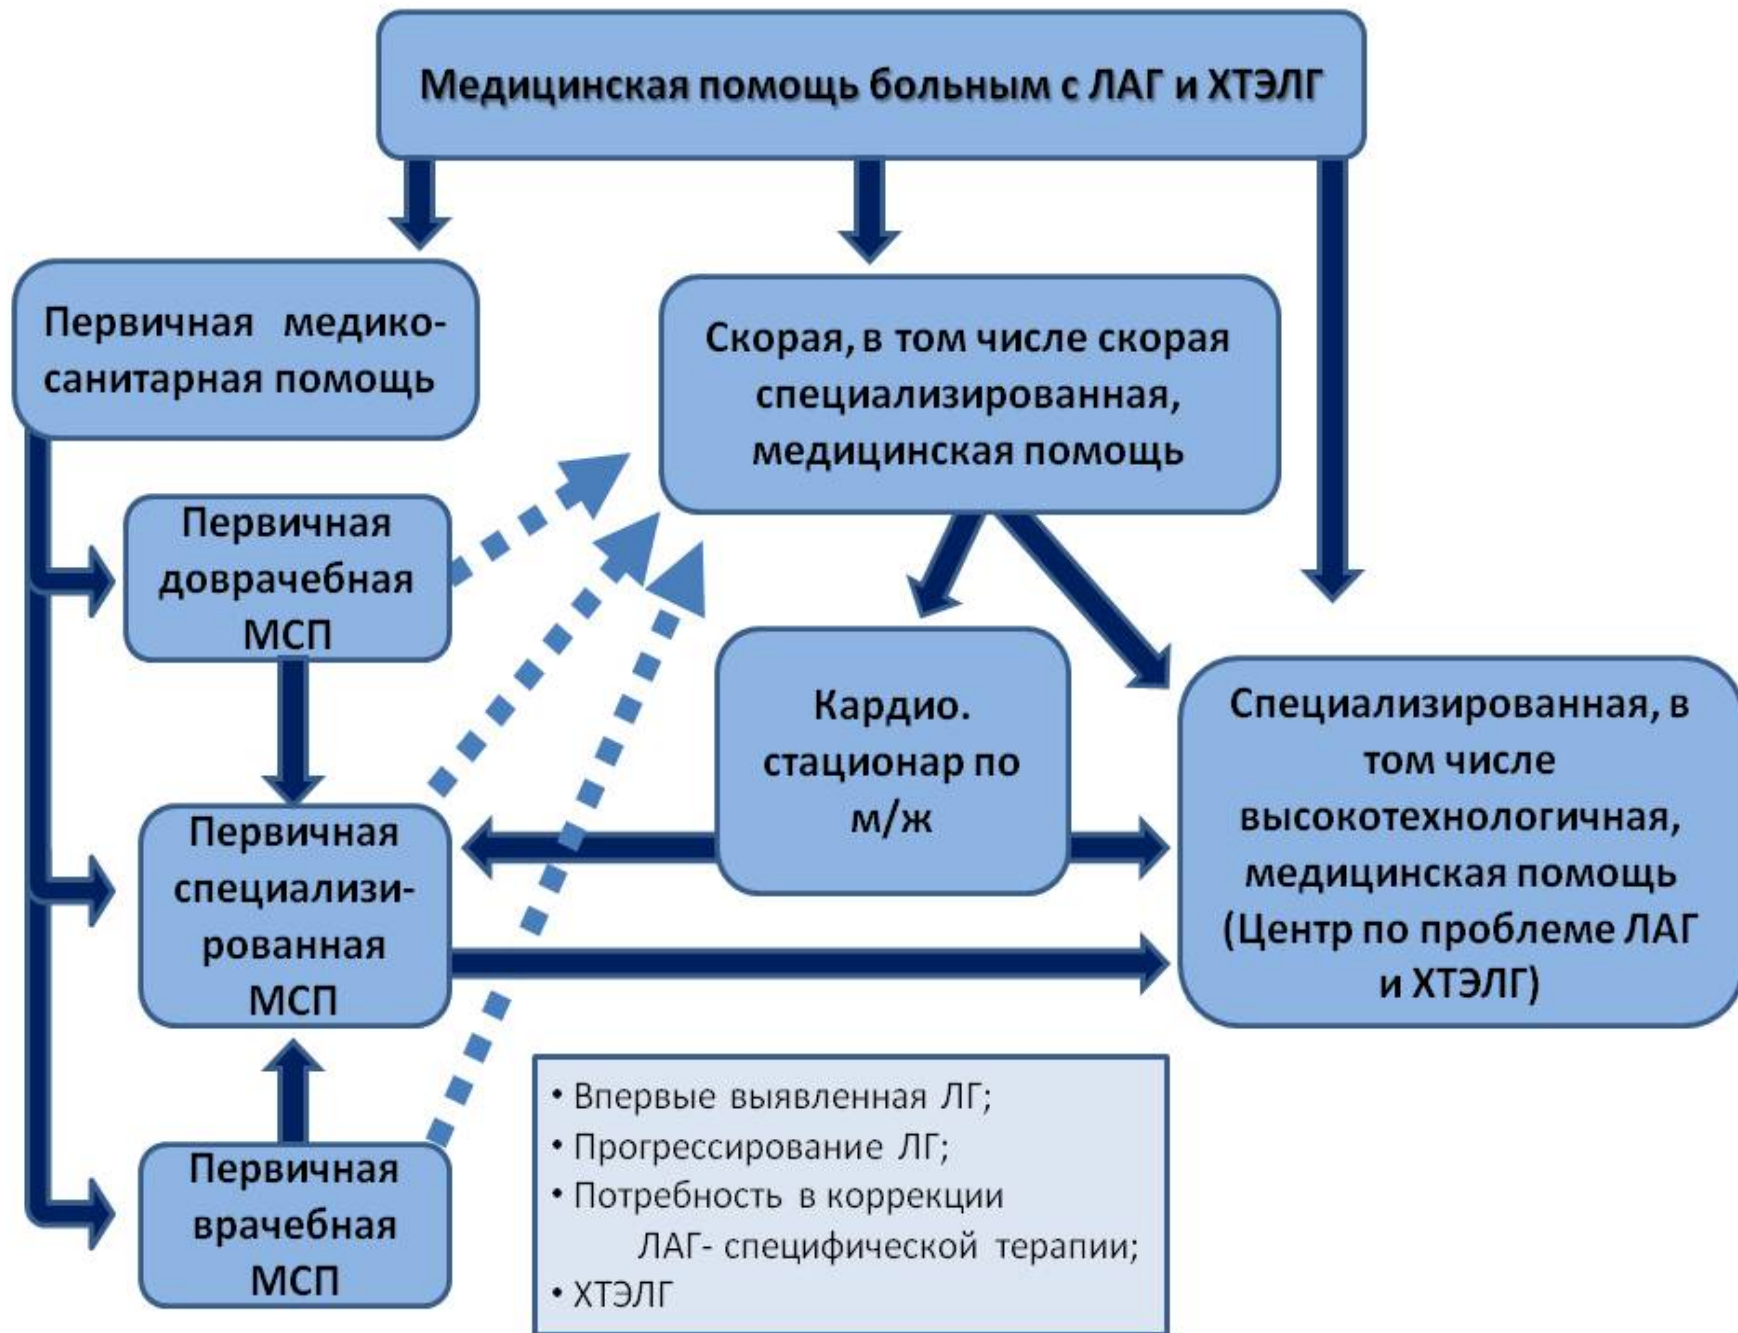 Медицинская помощь больным с ЛАГ и ХТЭЛГ
Первичная медико-
санитарная помощь
Скорая, в том числе скорая
специализированная,
медицинская помощь
Первичная
доврачебная
МСП
Кардио.
стационар по
м/ж
Специализированная, в
том числе
высокотехнологичная,
медицинская помощь
(Центр по проблеме ЛАГ
и ХТЭЛГ)
Первичная
специализи-
рованная
МСП
Первичная
врачебная
МСП
• Впервые выявленная ЛГ;
• Прогрессирование ЛГ;
• Потребность в коррекции
ЛАГ- специфической терапии;
• ХТЭЛГ